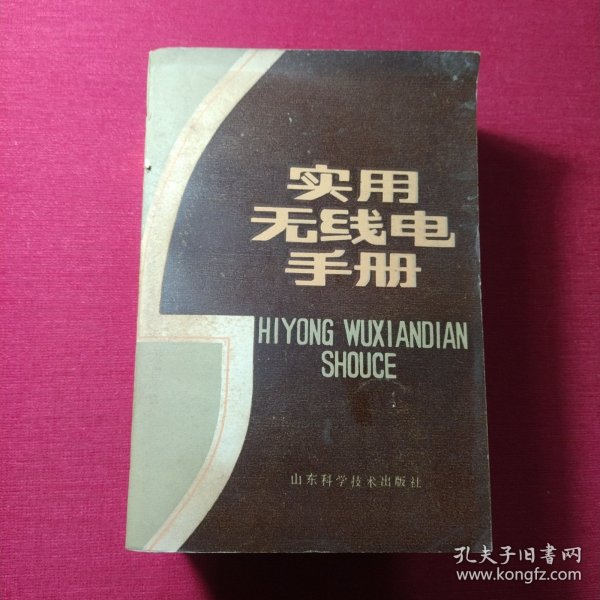 实用
无线电
手册
SHIYONG WUXIANDIAN
SHOUCE
山东科学技术出版社
孔夫子旧書网
www.kongfz.com